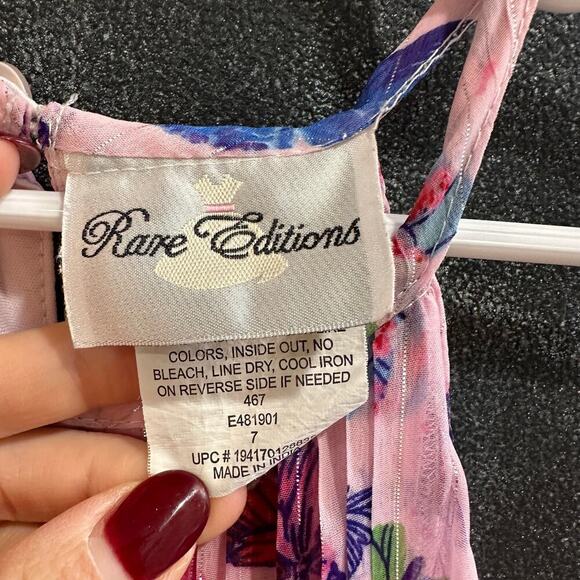 Rare Editions
COLORS, INSIDE OUT, NO
BLEACH, LINE DRY, COOL IRON
ON REVERSE SIDE IF NEEDED
467
E481901
7
UPC #
MADE IN